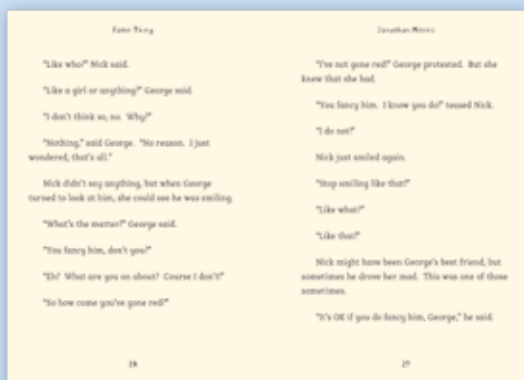 Fame Thing
"Like who?" Nick said.
"Like a girl or anything?" George said.
"I don't think so, no. Why?"
"Nothing," said George. "No reason. I just
wondered, that's all."
Nick didn't say anything, but when George
turned to look at him, she could see he was smiling.
"What's the matter?" George said.
"You fancy him, don't you?"
"Eh? What are you on about? Course I don't!"
"So how come you've gone red?"
28
Jonathan Meres
"I've not gone red!" George protested. But she
knew that she had.
"You fancy him. I know you do!" teased Nick.
"I do not!"
Nick just smiled again.
"Stop smiling like that!"
"Like what?"
"Like that!"
Nick might have been George's best friend, but
sometimes he drove her mad. This was one of those
sometimes.
"It's OK if you do fancy him, George," he said.
29